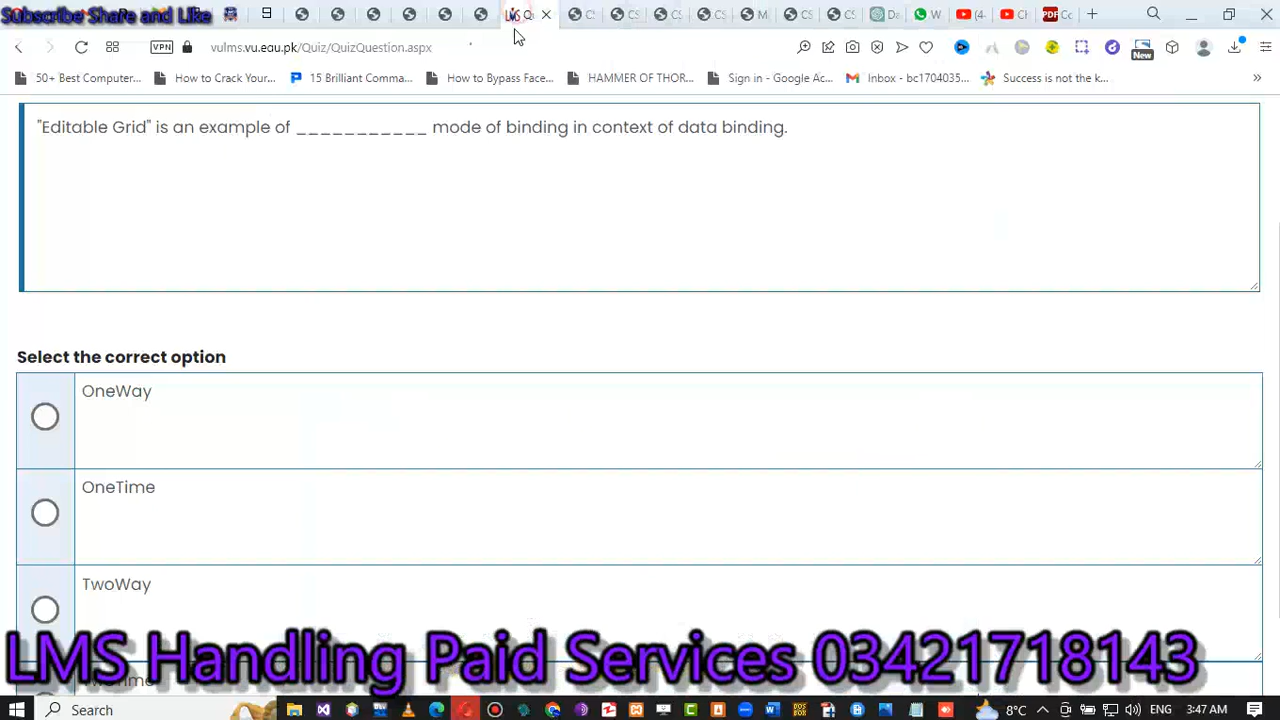 Subscribe Share and Like
VPN
vulms.vu.edu.pk/Quiz/QuizQuestion.aspx
New
50+ Best Computer...
How to Crack Your...
15 Brilliant Comma...
How to Bypass Face...
HAMMER OF THOR...
Sign in - Google Ac...
Inbox - bc1704035...
Success is not the k...
"Editable Grid" is an example of ___________ mode of binding in context of data binding.
Select the correct option
OneWay
OneTime
TwoWay
LMS Handling Paid Services 03421718143
Search
8°C
ENG
3:47 AM